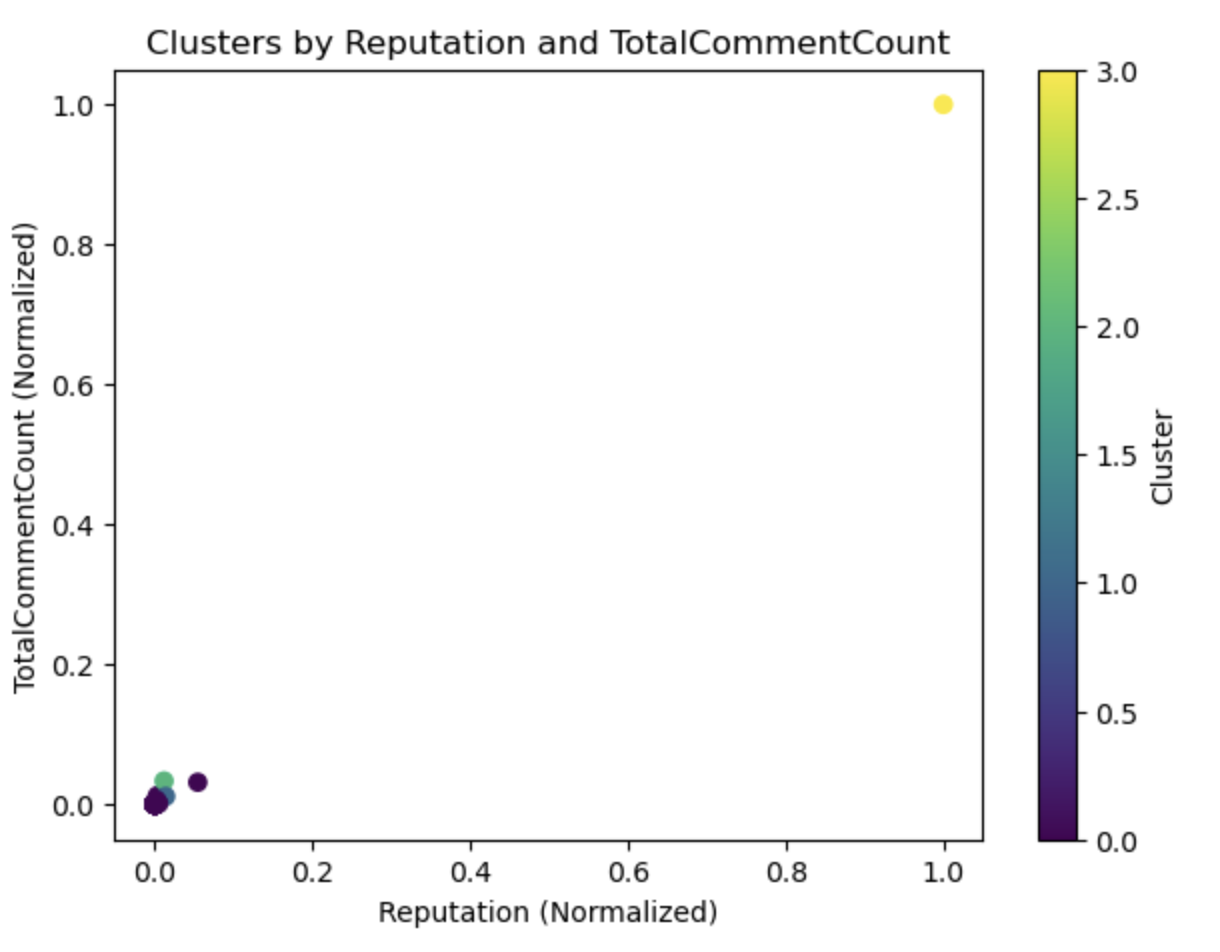 Clusters by Reputation and TotalCommentCount
TotalCommentCount (Normalized)
1.0
0.8
0.6
0.4
0.2
0.0
0.0 0.2 0.4 0.6 0.8 1.0
Reputation (Normalized)
3.0
2.5
2.0
1.5
1.0
0.5
0.0
Cluster